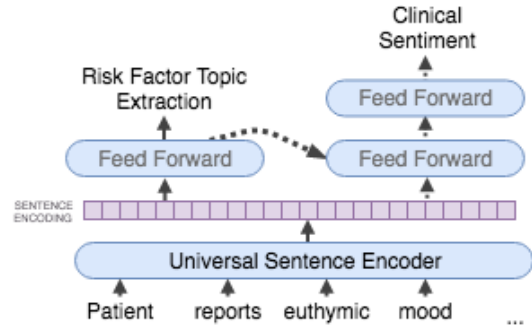 Clinical
Sentiment
Risk Factor Topic
Extraction
Feed Forward
Feed Forward
Feed Forward
SENTENCE
ENCODING
Universal Sentence Encoder
Patient reports euthymic mood ...